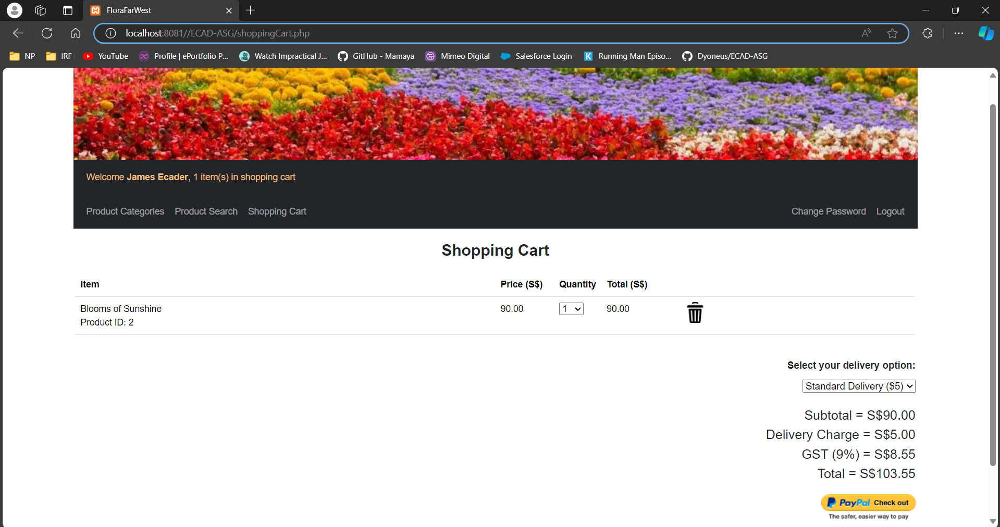 FloraFarWest
localhost:8081//ECAD-ASG/shoppingCart.php
NP IRF YouTube Profile | ePortfolio P... Watch Impractical J... GitHub - Mamaya Mimeo Digital Salesforce Login Running Man Episo... Dyoneus/ECAD-ASG
Welcome James Ecader, 1 item(s) in shopping cart
Product Categories Product Search Shopping Cart Change Password Logout
Shopping Cart
Item Price (S$) Quantity Total (S$)
Blooms of Sunshine 90.00 1 90.00
Product ID: 2
Select your delivery option:
Standard Delivery ($5)
Subtotal = S$90.00
Delivery Charge = S$5.00
GST (9%) = S$8.55
Total = S$103.55
PayPal Check out
The safer, easier way to pay